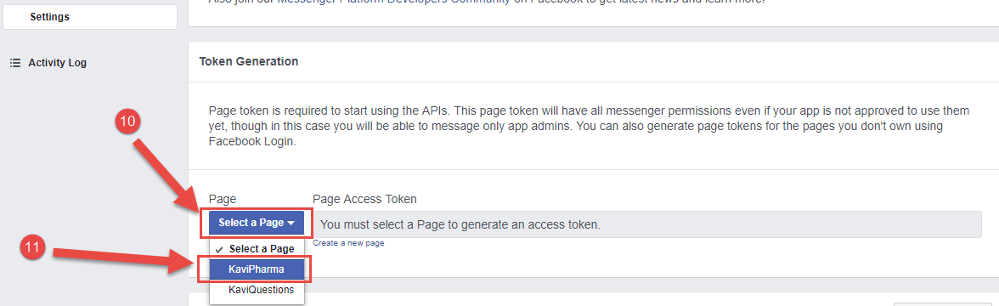 Also join our Messenger Platform Developers Community on Facebook to get latest news and learn more!
Settings
Activity Log
Token Generation
10
Page token is required to start using the APIs. This page token will have all messenger permissions even if your app is not approved to use them
yet, though in this case you will be able to message only app admins. You can also generate page tokens for the pages you don't own using
Facebook Login.
Page
Page Access Token
Select a Page
You must select a Page to generate an access token.
Create a new page
11
Select a Page
KaviPharma
KaviQuestions